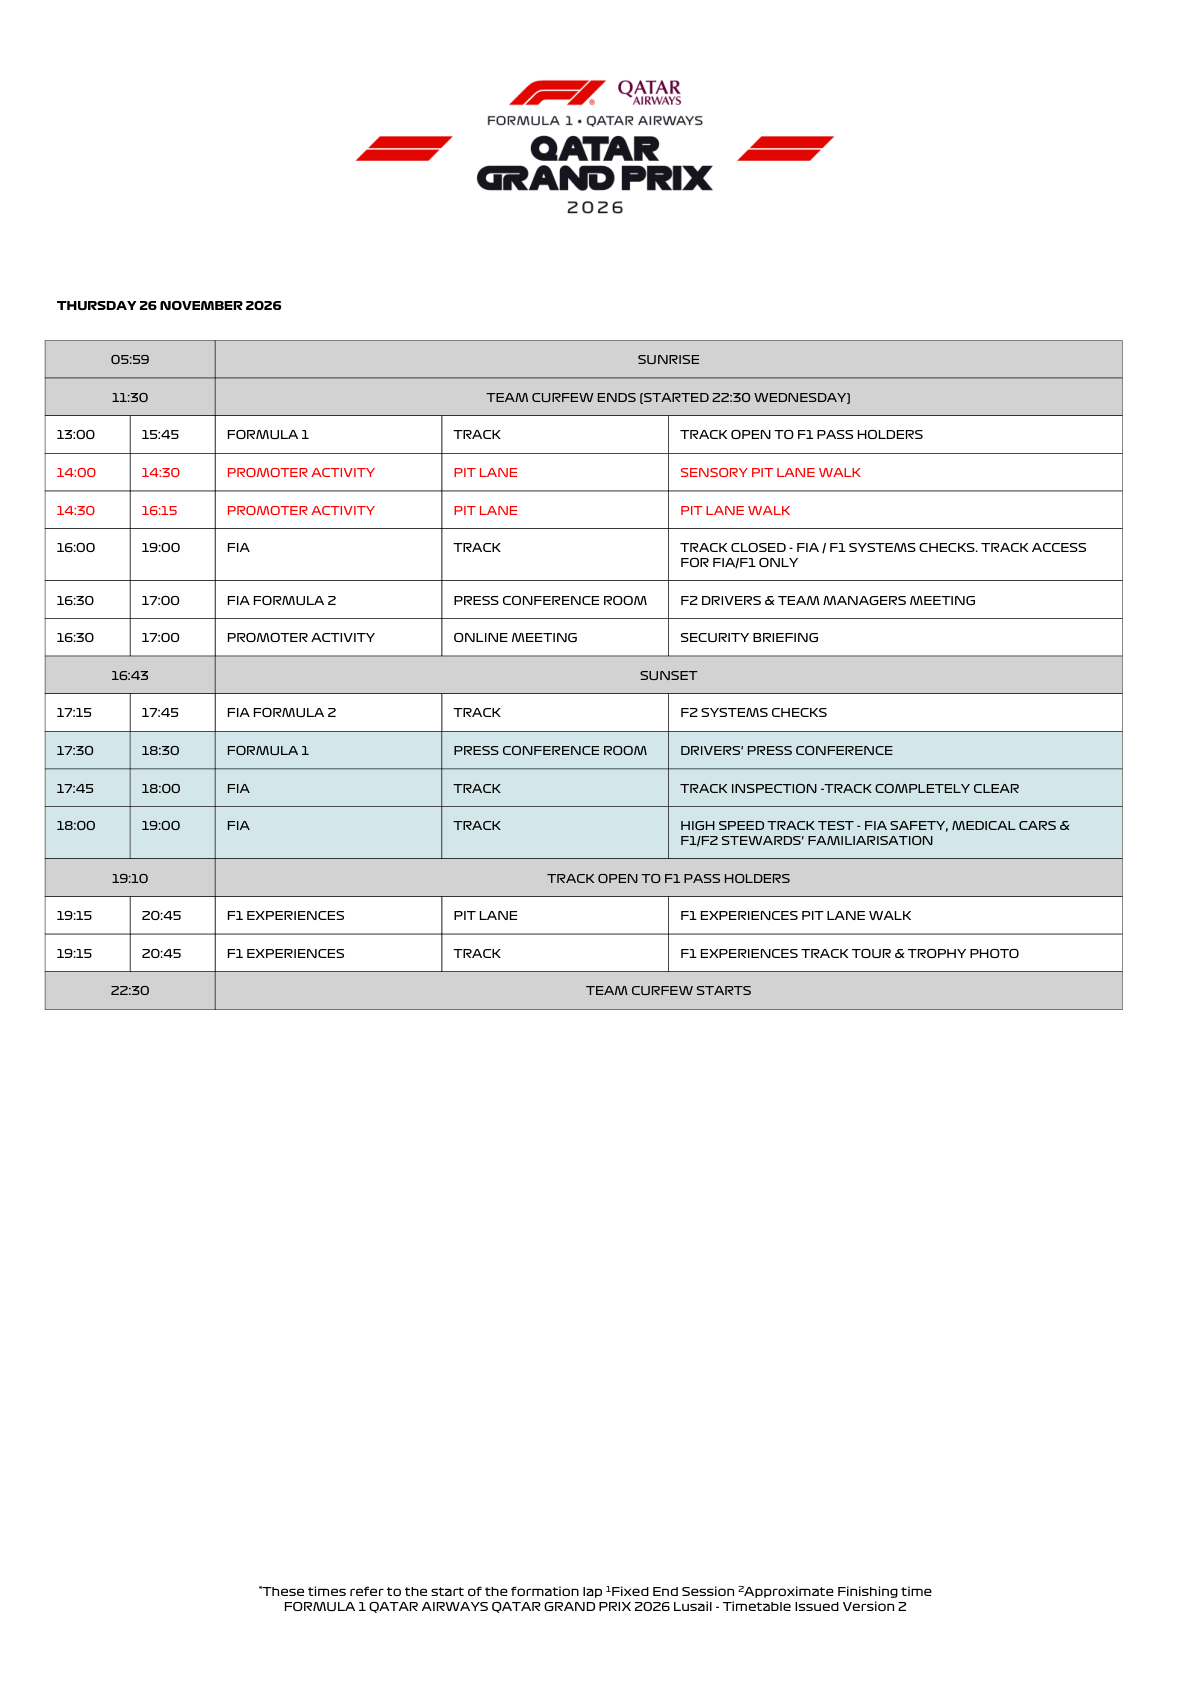 F1® QATAR
AIRWAYS
FORMULA 1 • QATAR AIRWAYS
QATAR
GRAND PRIX
2026
THURSDAY 26 NOVEMBER 2026
05:59 SUNRISE
11:30 TEAM CURFEW ENDS (STARTED 22:30 WEDNESDAY)
13:00 15:45 FORMULA 1 TRACK TRACK OPEN TO F1 PASS HOLDERS
14:00 14:30 PROMOTER ACTIVITY PIT LANE SENSORY PIT LANE WALK
14:30 16:15 PROMOTER ACTIVITY PIT LANE PIT LANE WALK
16:00 19:00 FIA TRACK TRACK CLOSED - FIA / F1 SYSTEMS CHECKS. TRACK ACCESS
FOR FIA/F1 ONLY
16:30 17:00 FIA FORMULA 2 PRESS CONFERENCE ROOM F2 DRIVERS & TEAM MANAGERS MEETING
16:30 17:00 PROMOTER ACTIVITY ONLINE MEETING SECURITY BRIEFING
16:43 SUNSET
17:15 17:45 FIA FORMULA 2 TRACK F2 SYSTEMS CHECKS
17:30 18:30 FORMULA 1 PRESS CONFERENCE ROOM DRIVERS' PRESS CONFERENCE
17:45 18:00 FIA TRACK TRACK INSPECTION -TRACK COMPLETELY CLEAR
18:00 19:00 FIA TRACK HIGH SPEED TRACK TEST - FIA SAFETY, MEDICAL CARS &
F1/F2 STEWARDS' FAMILIARISATION
19:10 TRACK OPEN TO F1 PASS HOLDERS
19:15 20:45 F1 EXPERIENCES PIT LANE F1 EXPERIENCES PIT LANE WALK
19:15 20:45 F1 EXPERIENCES TRACK F1 EXPERIENCES TRACK TOUR & TROPHY PHOTO
22:30 TEAM CURFEW STARTS
*These times refer to the start of the formation lap ¹Fixed End Session ²Approximate Finishing time
FORMULA 1 QATAR AIRWAYS QATAR GRAND PRIX 2026 Lusail - Timetable Issued Version 2